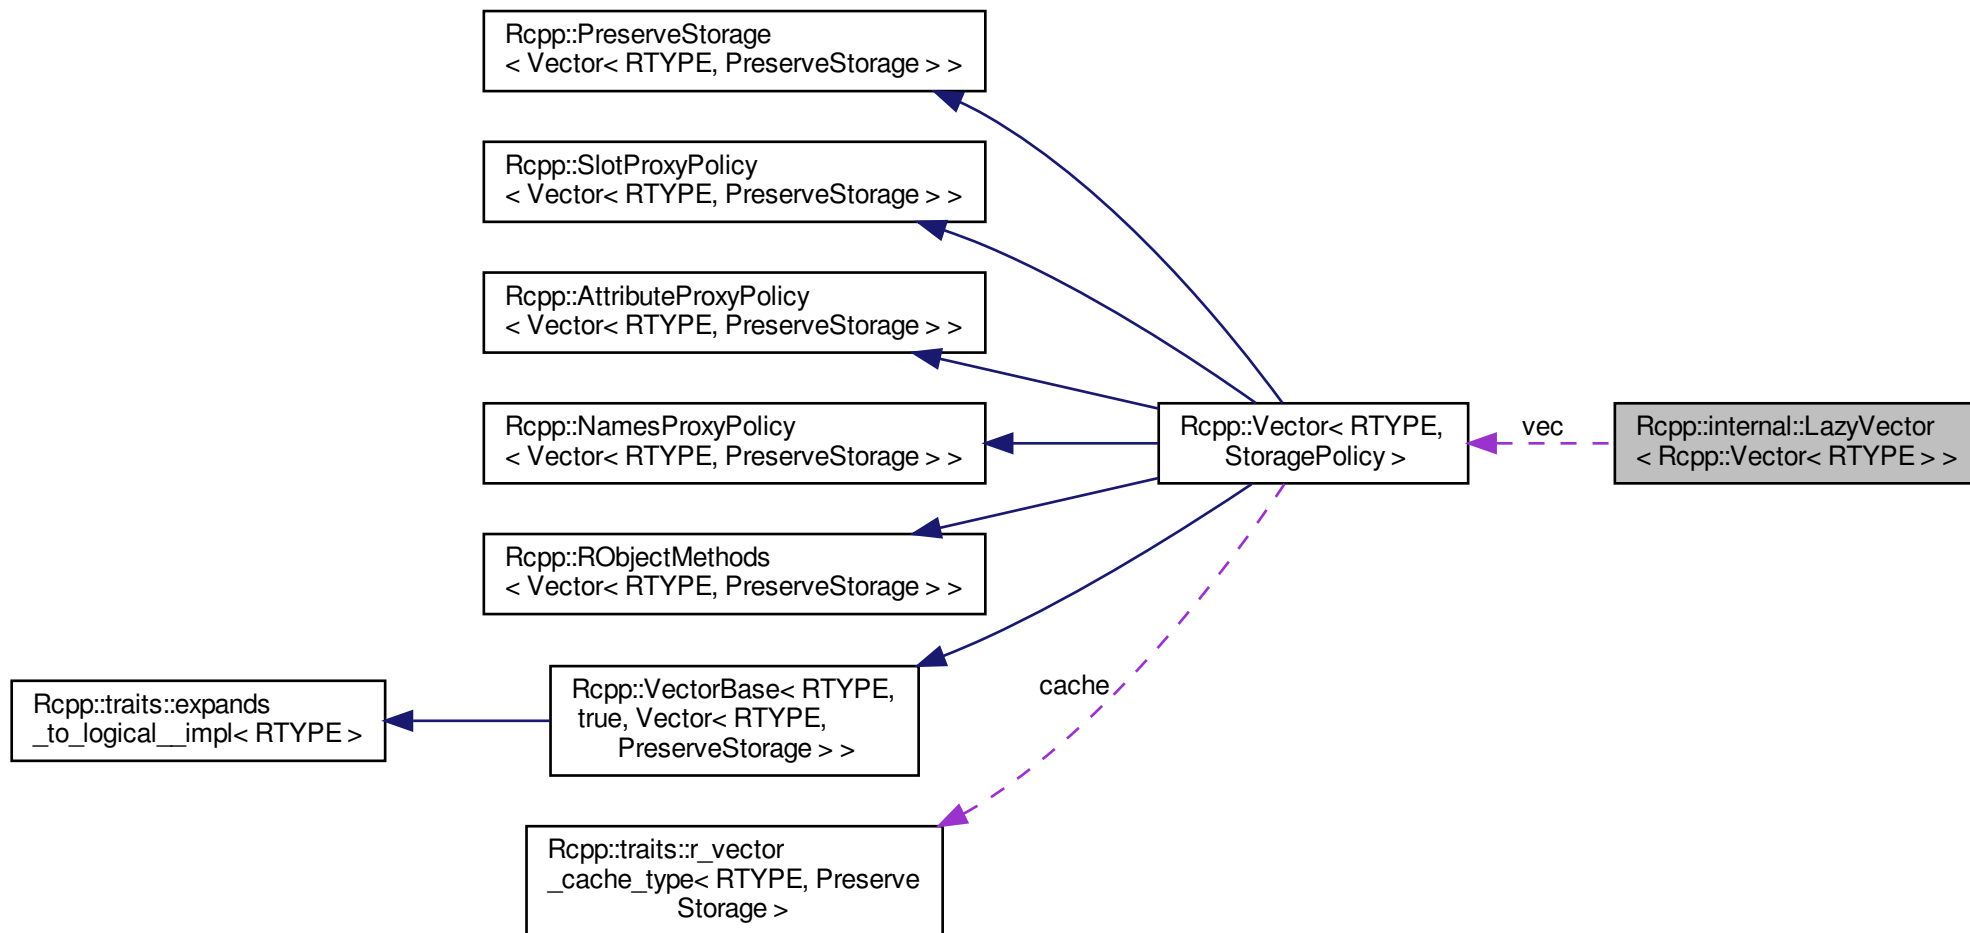 Rcpp::PreserveStorage
< Vector< RTYPE, PreserveStorage > >
Rcpp::SlotProxyPolicy
< Vector< RTYPE, PreserveStorage > >
Rcpp::AttributeProxyPolicy
< Vector< RTYPE, PreserveStorage > >
Rcpp::NamesProxyPolicy
< Vector< RTYPE, PreserveStorage > >
Rcpp::Vector< RTYPE,
StoragePolicy >
vec
Rcpp::internal::LazyVector
< Rcpp::Vector< RTYPE > >
Rcpp::RObjectMethods
< Vector< RTYPE, PreserveStorage > >
Rcpp::traits::expands
_to_logical__impl< RTYPE >
Rcpp::VectorBase< RTYPE,
true, Vector< RTYPE,
PreserveStorage > >
cache
Rcpp::traits::r_vector
_cache_type< RTYPE, Preserve
Storage >